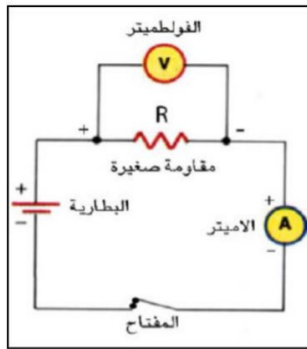 الفولطميتر
V
R
+ -
مقاومة صغيرة
+
البطارية
-
+
A
الاميتر
-
المفتاح